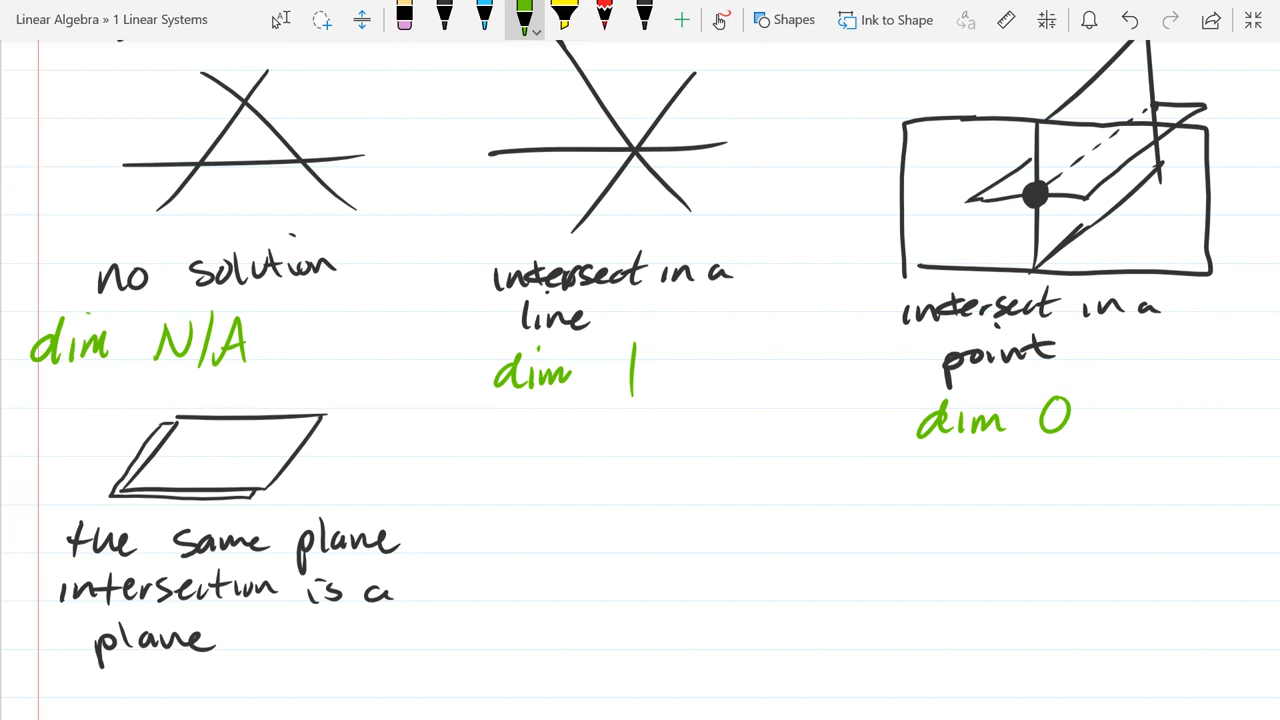 Linear Algebra » 1 Linear Systems
Shapes
Ink to Shape
no solution
dim N/A
intersect in a
line
dim 1
intersect in a
point
dim 0
the same plane
intersection is a
plane